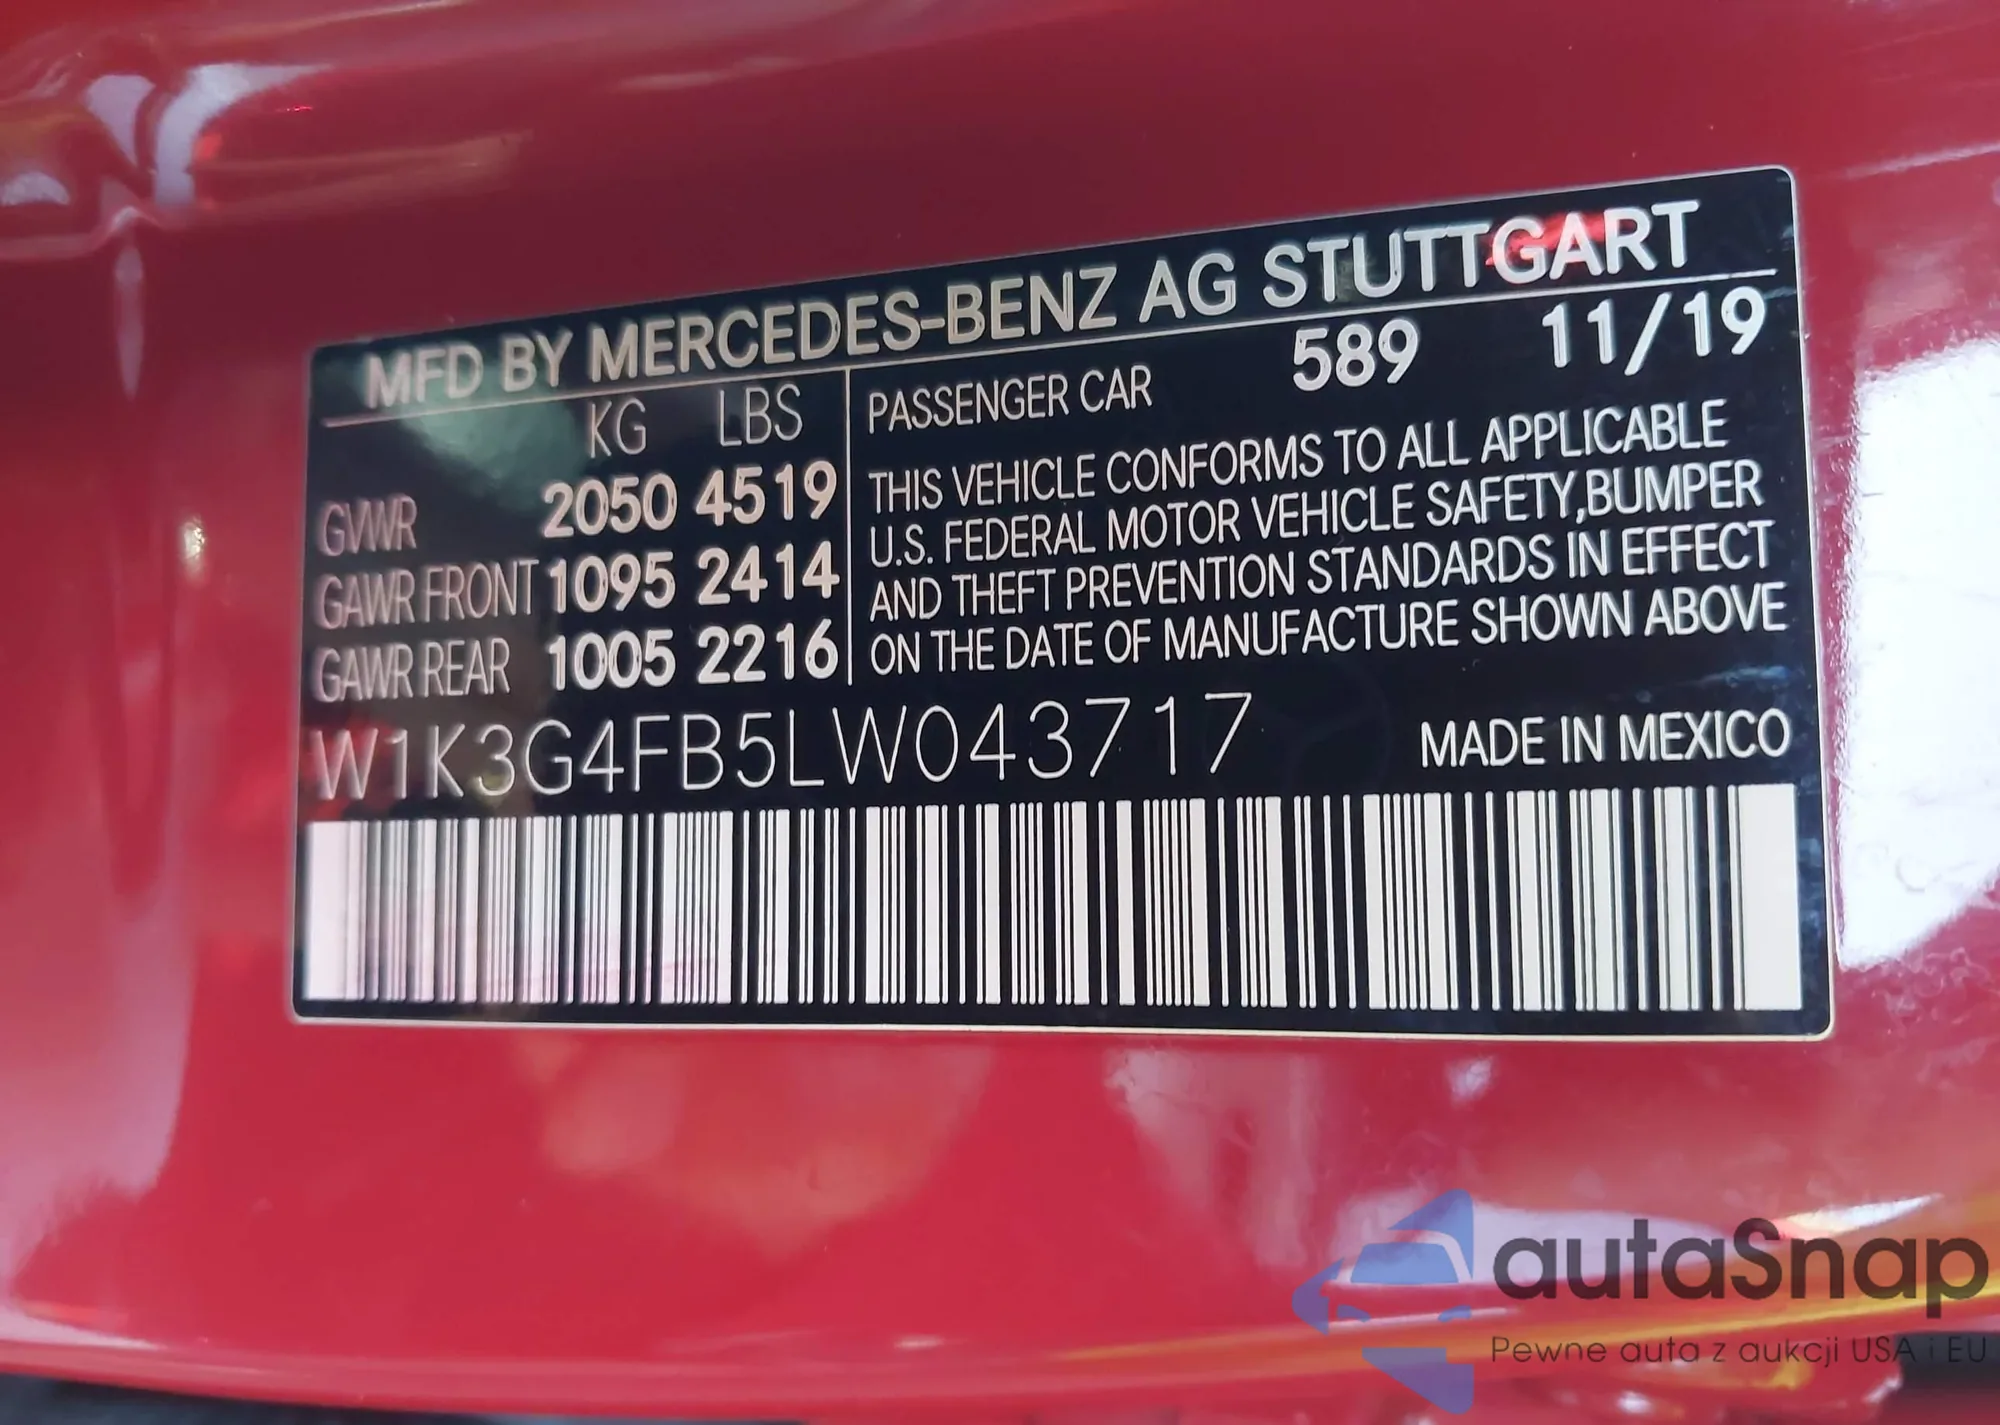 MFD BY MERCEDES-BENZ AG STUTTGART
KG LBS
GVWR 2050 4519
GAWR FRONT 1095 2414
GAWR REAR 1005 2216
PASSENGER CAR 589 11/19
THIS VEHICLE CONFORMS TO ALL APPLICABLE
U.S. FEDERAL MOTOR VEHICLE SAFETY,BUMPER
AND THEFT PREVENTION STANDARDS IN EFFECT
ON THE DATE OF MANUFACTURE SHOWN ABOVE
W1K3G4FB5LW043717 MADE IN MEXICO
autaSnap
Pewne auta z aukcji USA i EU